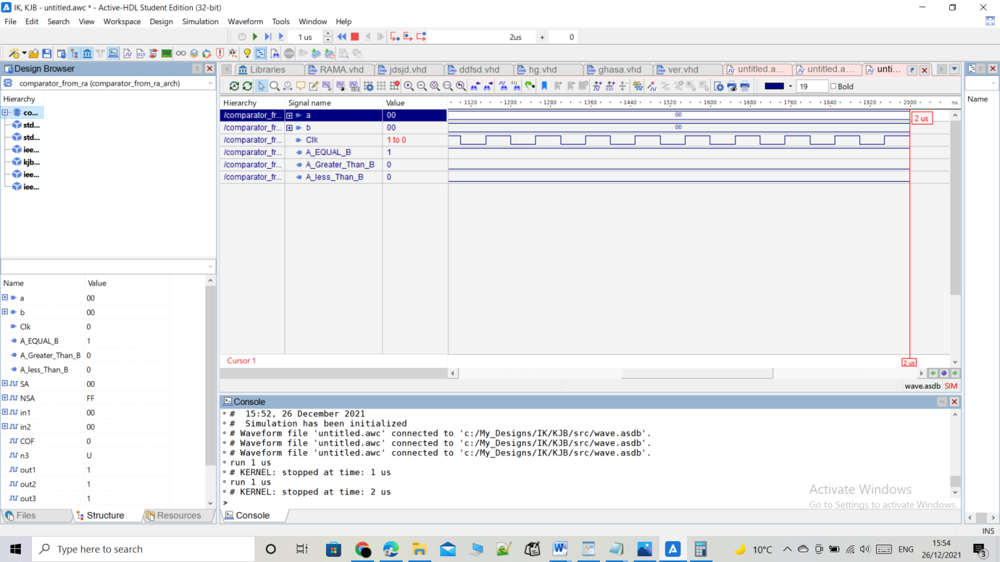 IK, KJB - untitled.awc * - Active-HDL Student Edition (32-bit)
File Edit Search View Workspace Design Simulation Waveform Tools Window Help
1 us 2us + 0
Design Browser
comparator_from_ra (comparator_from_ra_arch)
Hierarchy
co...
std...
std...
iee...
kjb...
iee...
iee...
Name Value
a 00
b 00
Clk 0
A_EQUAL_B 1
A_Greater_Than_B 0
A_less_Than_B 0
SA 00
NSA FF
in1 00
in2 00
COF 0
n3 U
out1 1
out2 1
out3 1
Files Structure Resources
Libraries RAMA.vhd jdsjd.vhd ddfsd.vhd hg.vhd ghasa.vhd ver.vhd untitled.a... untitled.a... unti...
19 Bold
Hierarchy Signal name Value 1120 1200 1280 1360 1440 1520 1600 1680 1760 1840 1920 2000 ns
/comparator_fr... a 00 00
2 us
/comparator_fr... b 00 00
/comparator_fr... Clk 1 to 0
/comparator_fr... A_EQUAL_B 1
/comparator_fr... A_Greater_Than_B 0
/comparator_fr... A_less_Than_B 0
Cursor 1 2 us
wave.asdb SIM
Console
# 15:52, 26 December 2021
# Simulation has been initialized
# Waveform file 'untitled.awc' connected to 'c:/My_Designs/IK/KJB/src/wave.asdb'.
# Waveform file 'untitled.awc' connected to 'c:/My_Designs/IK/KJB/src/wave.asdb'.
# Waveform file 'untitled.awc' connected to 'c:/My_Designs/IK/KJB/src/wave.asdb'.
run 1 us
# KERNEL: stopped at time: 1 us
run 1 us
# KERNEL: stopped at time: 2 us
>
Console
Name
Activate Windows
Go to Settings to activate Windows.
INS
Type here to search
10°C ENG 15:54
26/12/2021 3